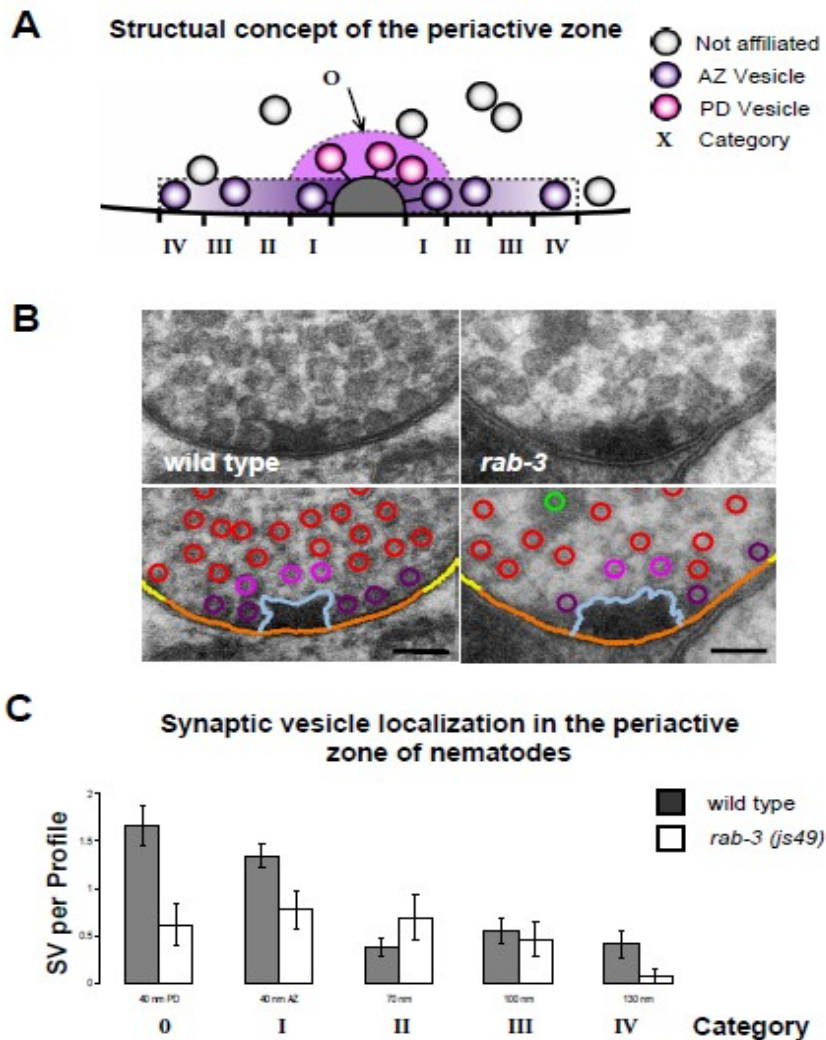 A
Structual concept of the periactive zone
Not affiliated
AZ Vesicle
PD Vesicle
X Category
O
IV III II I I II III IV
B
wild type rab-3
C
Synaptic vesicle localization in the periactive
zone of nematodes
wild type
rab-3 (js49)
SV per Profile
2
1.5
1
0.5
0
40 nm PD 40 nm AZ 70 nm 100 nm 130 nm
0 I II III IV Category